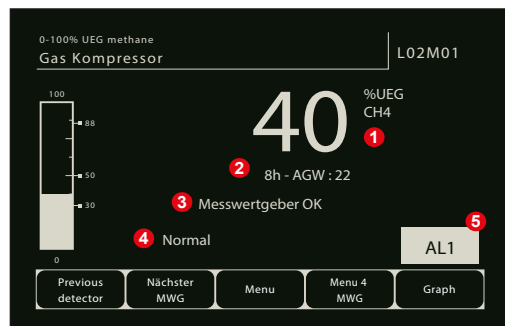 0-100% UEG methane
Gas Kompressor
L02M01
100
88
50
30
0
40
%UEG
CH4
1
2
8h - AGW : 22
3
Messwertgeber OK
4
Normal
5
AL1
Previous
detector
Nächster
MWG
Menu
Menu 4
MWG
Graph